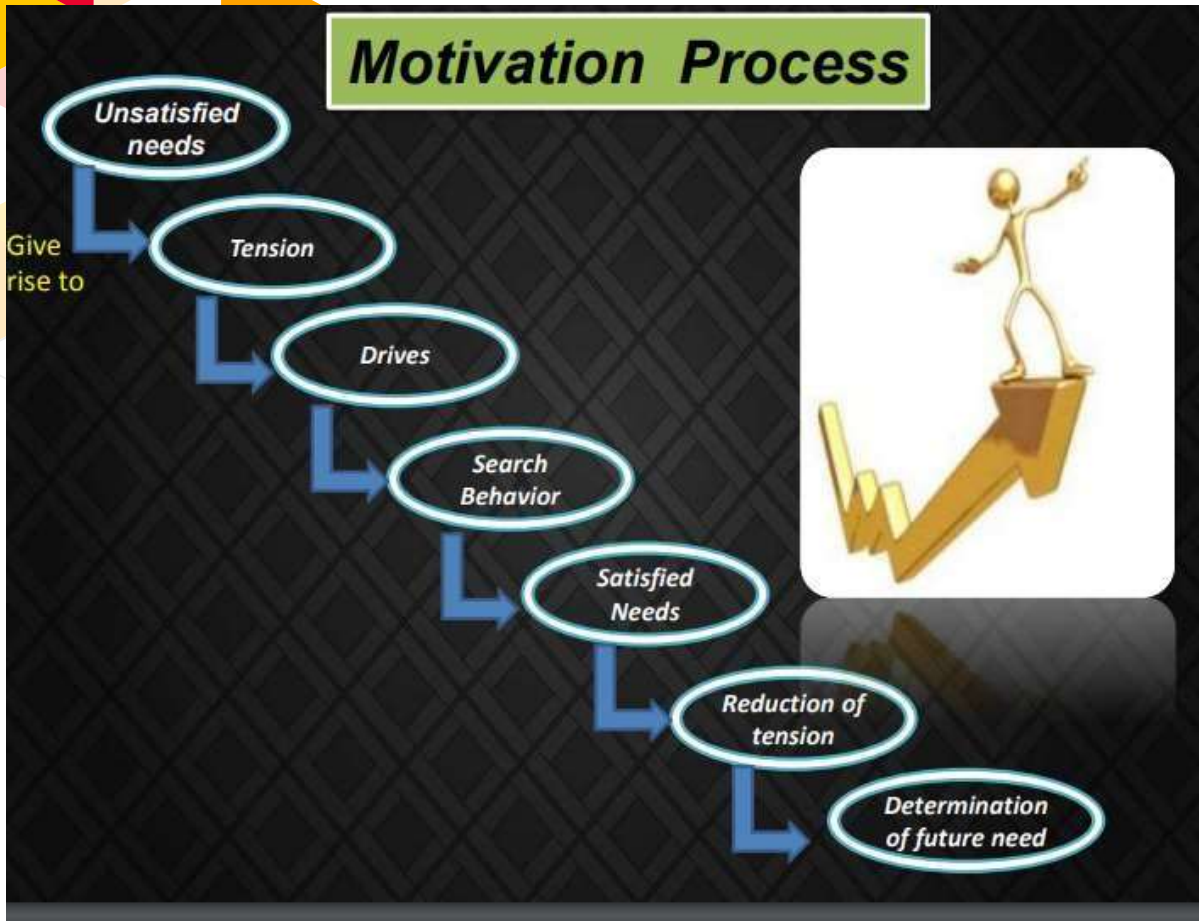 Motivation Process
Unsatisfied
needs
Give
rise to
Tension
Drives
Search
Behavior
Satisfied
Needs
Reduction of
tension
Determination
of future need